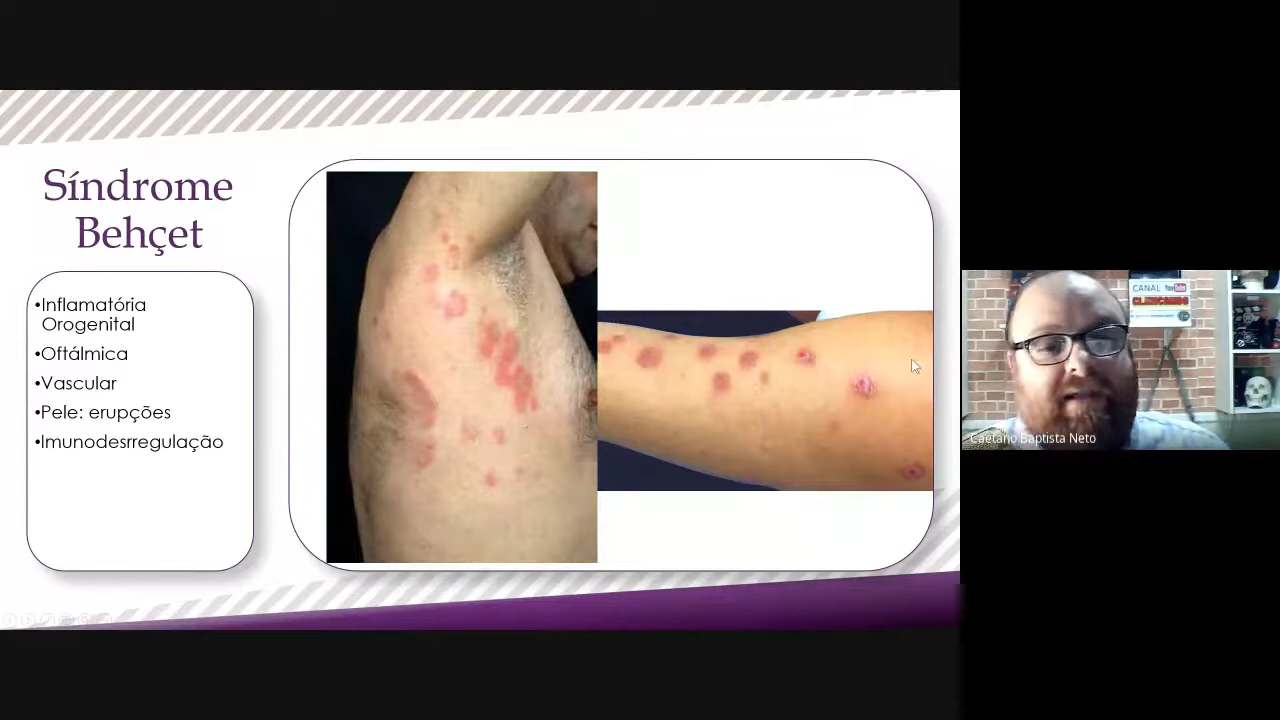 Síndrome
Behçet
•Inflamatória
Orogenital
•Oftálmica
•Vascular
•Pele: erupções
•Imunodesrregulação
CANAL
Caetano Baptista Neto